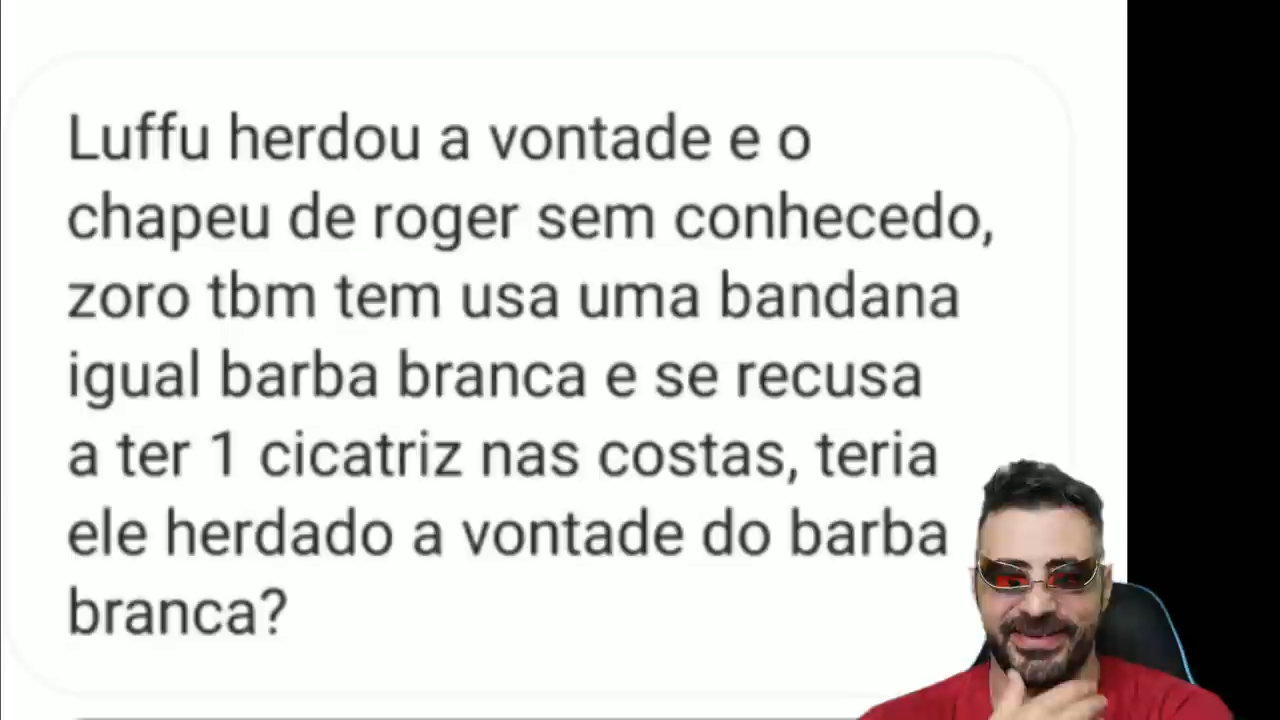 Luffu herdou a vontade e o
chapeu de roger sem conhecedo,
zoro tbm tem usa uma bandana
igual barba branca e se recusa
a ter 1 cicatriz nas costas, teria
ele herdado a vontade do barba
branca?